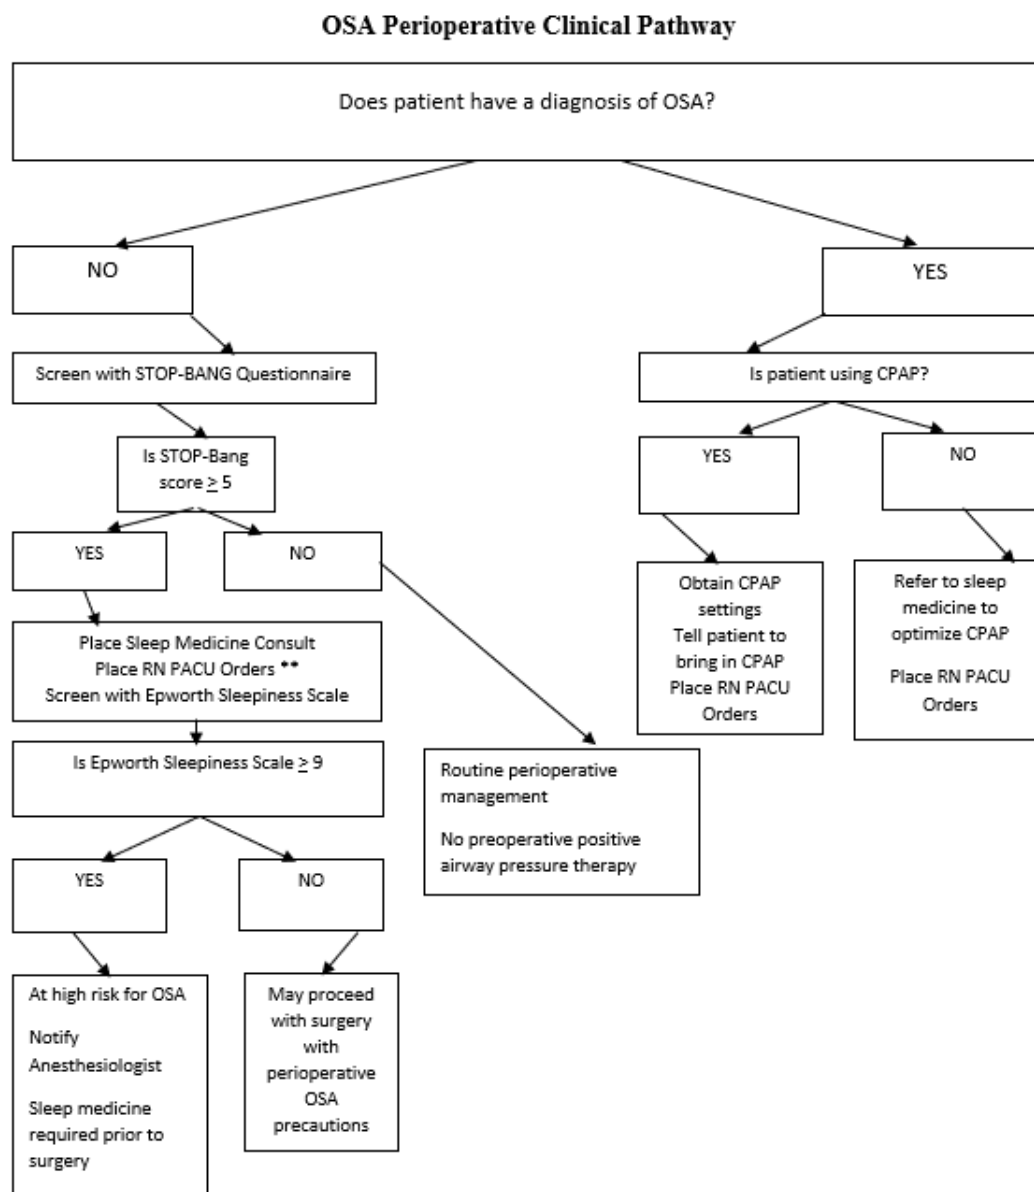 OSA Perioperative Clinical Pathway
Does patient have a diagnosis of OSA?
NO
YES
Screen with STOP-BANG Questionnaire
Is patient using CPAP?
Is STOP-Bang
score ≥ 5
YES
NO
YES
NO
Place Sleep Medicine Consult
Place RN PACU Orders **
Screen with Epworth Sleepiness Scale
Obtain CPAP
settings
Tell patient to
bring in CPAP
Place RN PACU
Orders
Refer to sleep
medicine to
optimize CPAP
Place RN PACU
Orders
Is Epworth Sleepiness Scale ≥ 9
Routine perioperative
management
No preoperative positive
airway pressure therapy
YES
NO
At high risk for OSA
Notify
Anesthesiologist
Sleep medicine
required prior to
surgery
May proceed
with surgery
with
perioperative
OSA
precautions